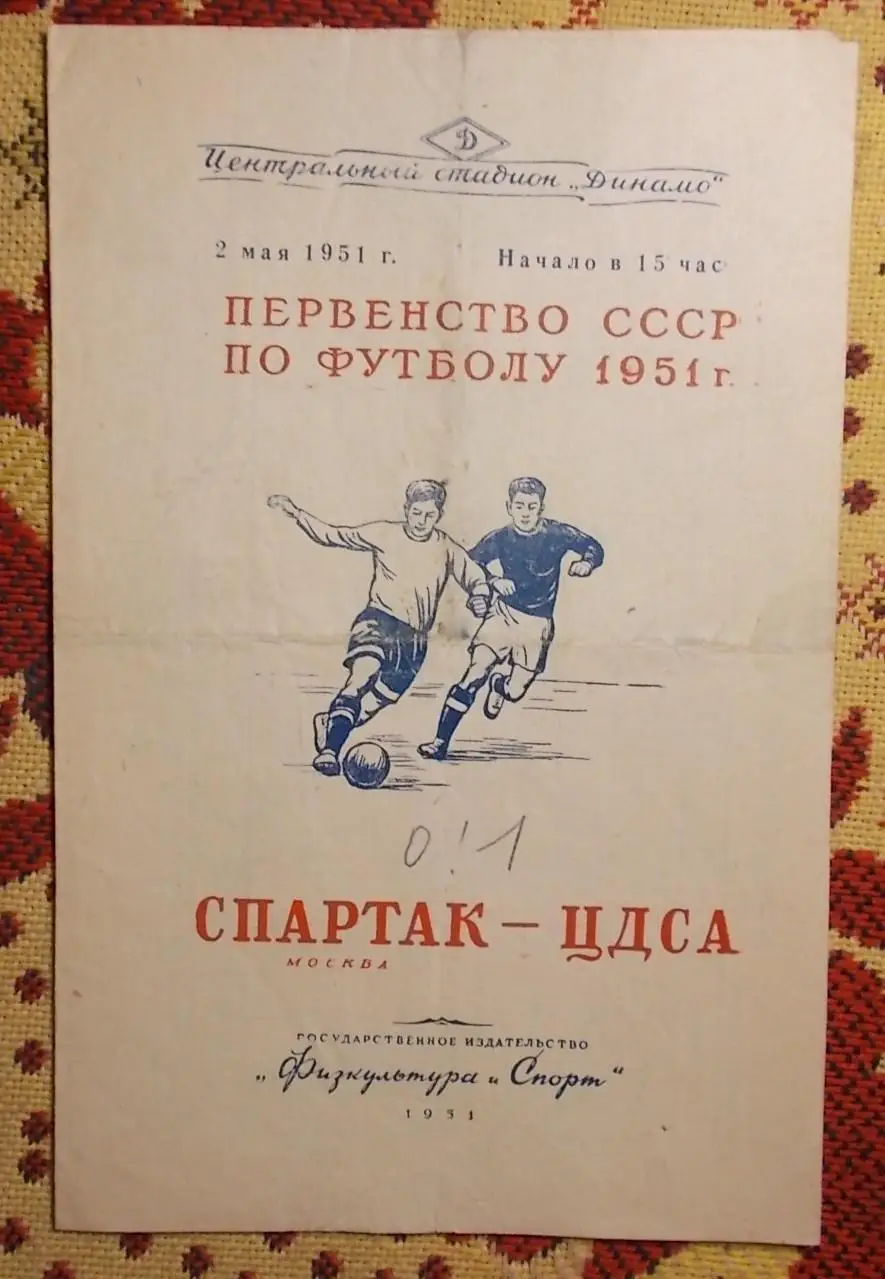 Д
Центральный стадион „Динамо“
2 мая 1951 г. Начало в 15 час
ПЕРВЕНСТВО СССР
ПО ФУТБОЛУ 1951 г.
0:1
СПАРТАК — ЦДСА
МОСКВА
ГОСУДАРСТВЕННОЕ ИЗДАТЕЛЬСТВО
„Физкультура и Спорт“
1951